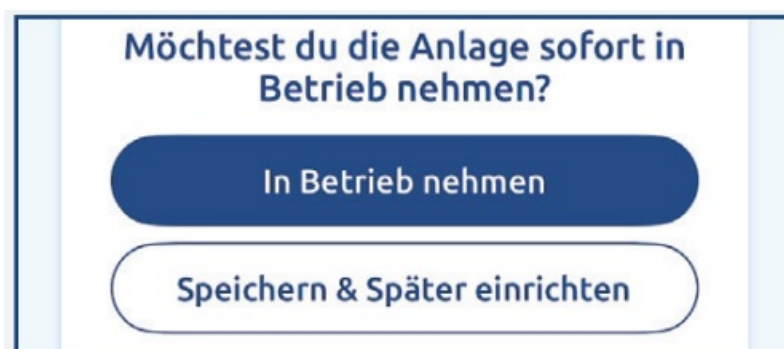 Möchtest du die Anlage sofort in
Betrieb nehmen?
In Betrieb nehmen
Speichern & Später einrichten